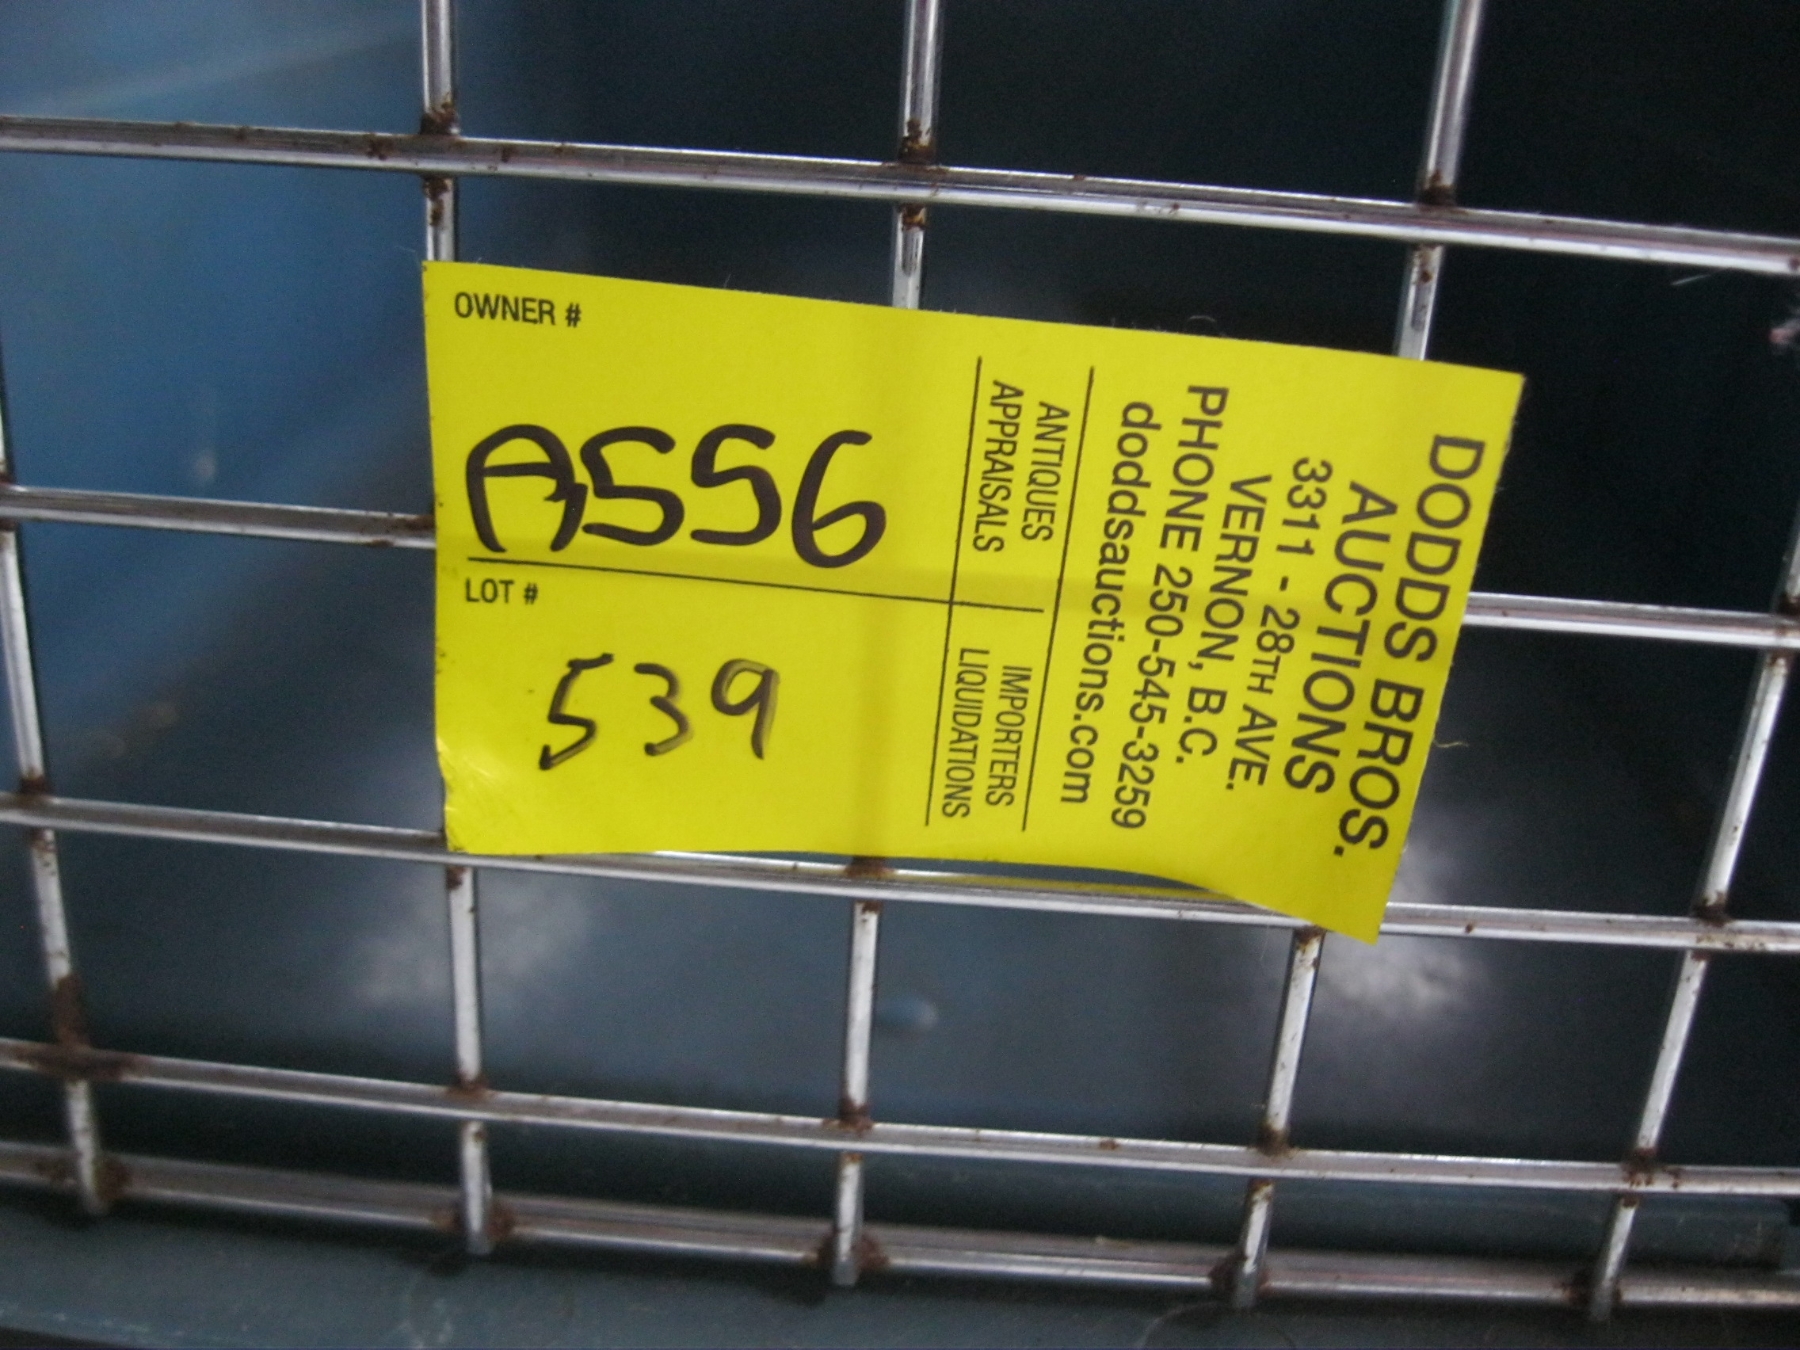 OWNER #
A556
LOT #
539
DODDS BROS.
AUCTIONS
3311 - 28TH AVE.
VERNON, B.C.
PHONE 250-545-3259
doddsauctions.com
ANTIQUES
APPRAISALS
IMPORTERS
LIQUIDATIONS